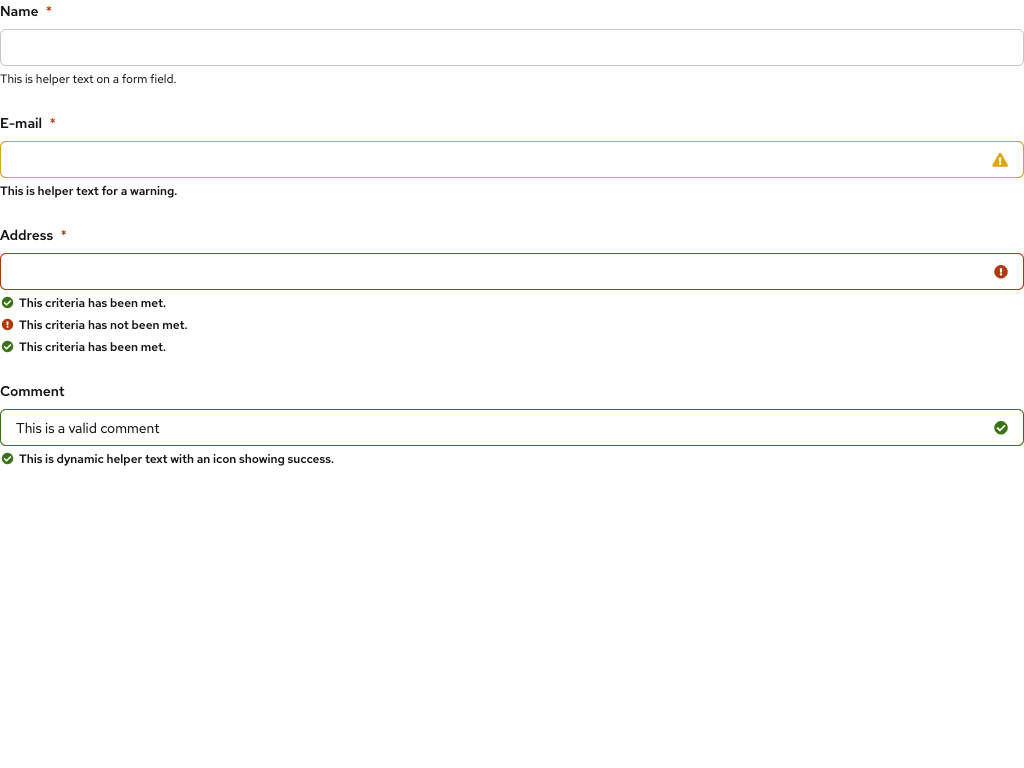 Name *
This is helper text on a form field.
E-mail *
This is helper text for a warning.
Address *
This criteria has been met.
This criteria has not been met.
This criteria has been met.
Comment
This is a valid comment
This is dynamic helper text with an icon showing success.